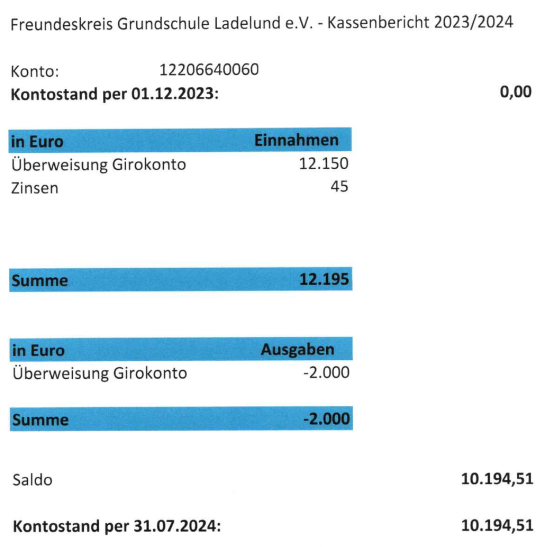 Freundeskreis Grundschule Ladelund e.V. - Kassenbericht 2023/2024
Konto: 12206640060
Kontostand per 01.12.2023: 0,00
in Euro Einnahmen
Überweisung Girokonto 12.150
Zinsen 45
Summe 12.195
in Euro Ausgaben
Überweisung Girokonto -2.000
Summe -2.000
Saldo 10.194,51
Kontostand per 31.07.2024: 10.194,51